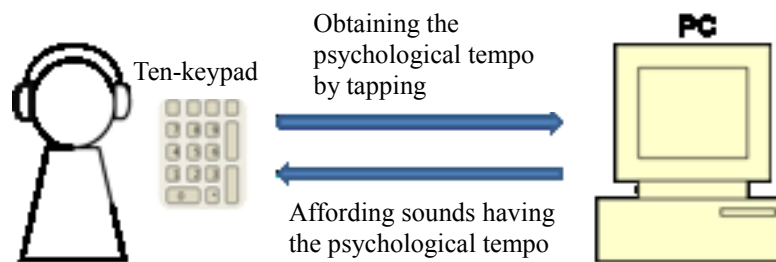 PC
Obtaining the
psychological tempo
by tapping
Ten-keypad
Affording sounds having
the psychological tempo